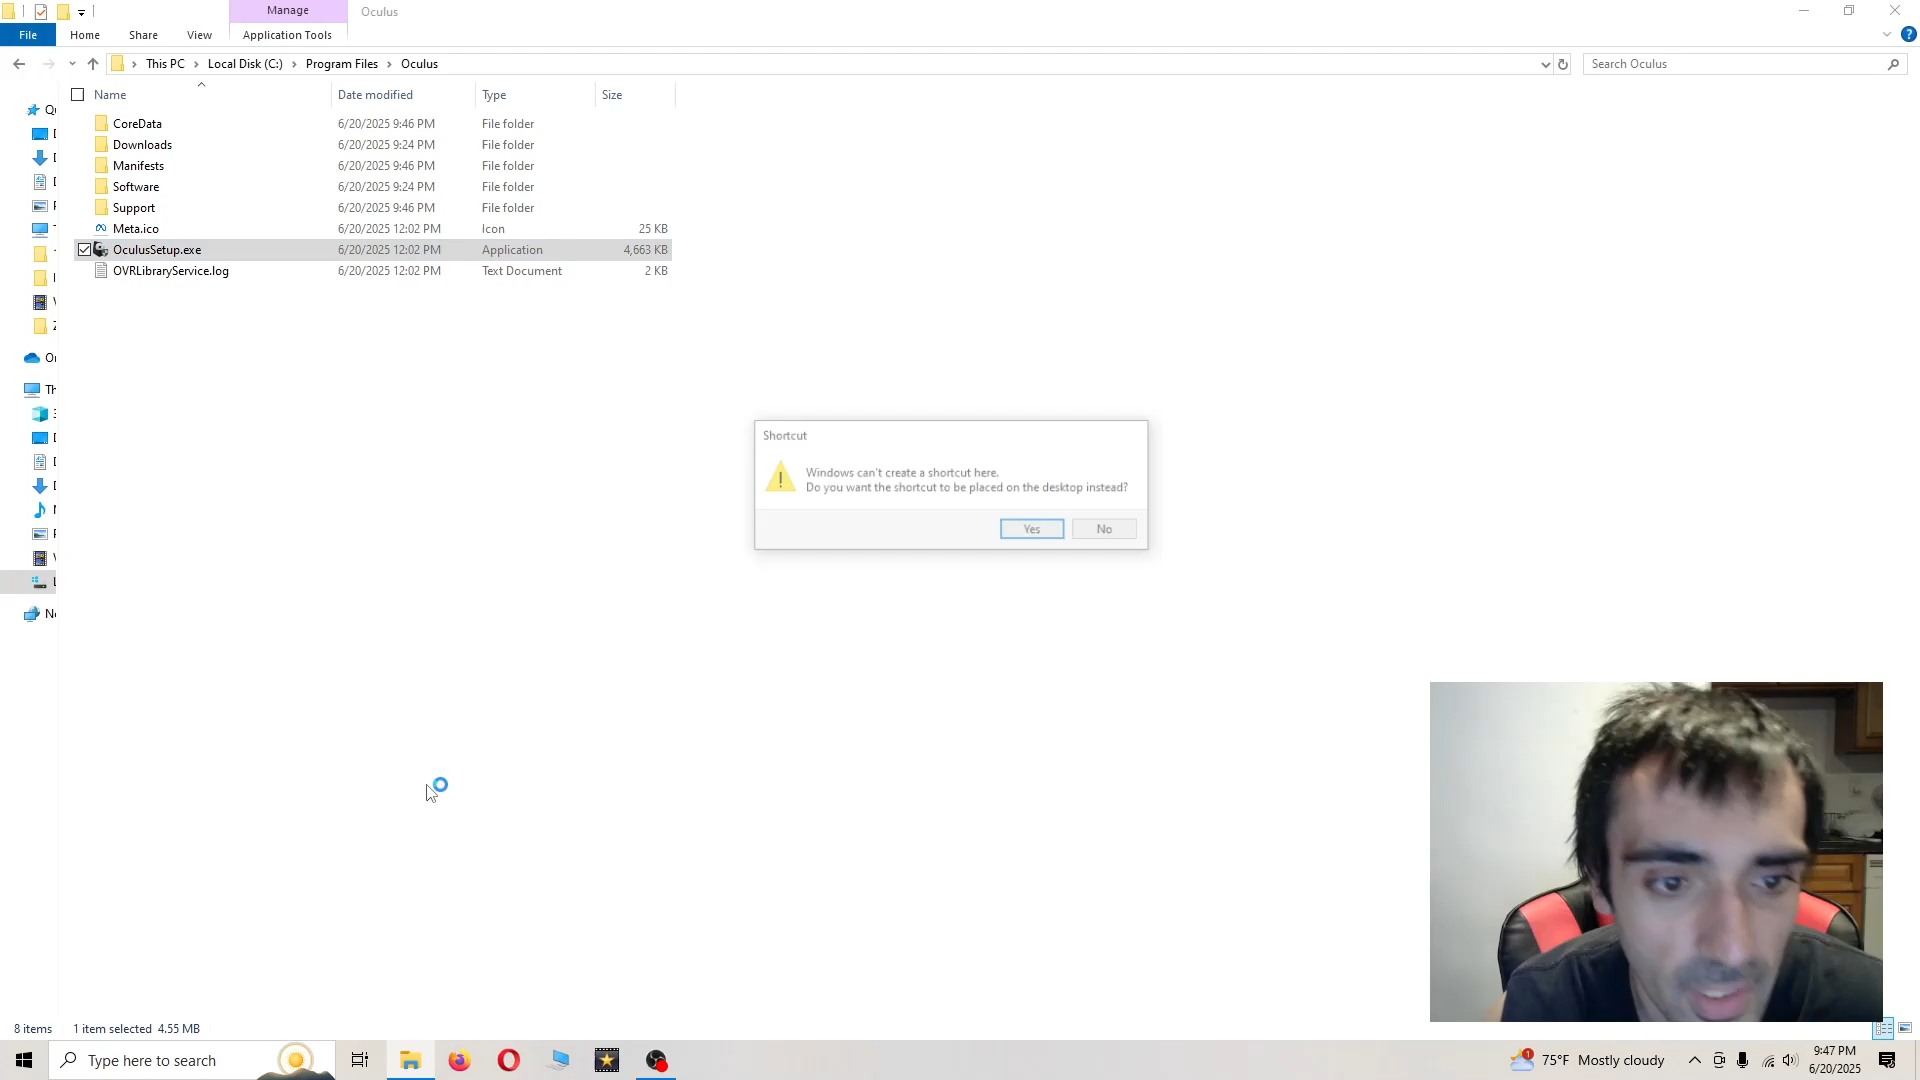 Manage
Oculus
File
Home
Share
View
Application Tools
This PC
Local Disk (C:)
Program Files
Oculus
Search Oculus
Name
Date modified
Type
Size
CoreData
6/20/2025 9:46 PM
File folder
Downloads
6/20/2025 9:24 PM
File folder
Manifests
6/20/2025 9:46 PM
File folder
Software
6/20/2025 9:24 PM
File folder
Support
6/20/2025 9:46 PM
File folder
Meta.ico
6/20/2025 12:02 PM
Icon
25 KB
OculusSetup.exe
6/20/2025 12:02 PM
Application
4,663 KB
OVRLibraryService.log
6/20/2025 12:02 PM
Text Document
2 KB
Shortcut
Windows can't create a shortcut here.
Do you want the shortcut to be placed on the desktop instead?
Yes
No
8 items
1 item selected 4.55 MB
Type here to search
1
75°F Mostly cloudy
9:47 PM
6/20/2025